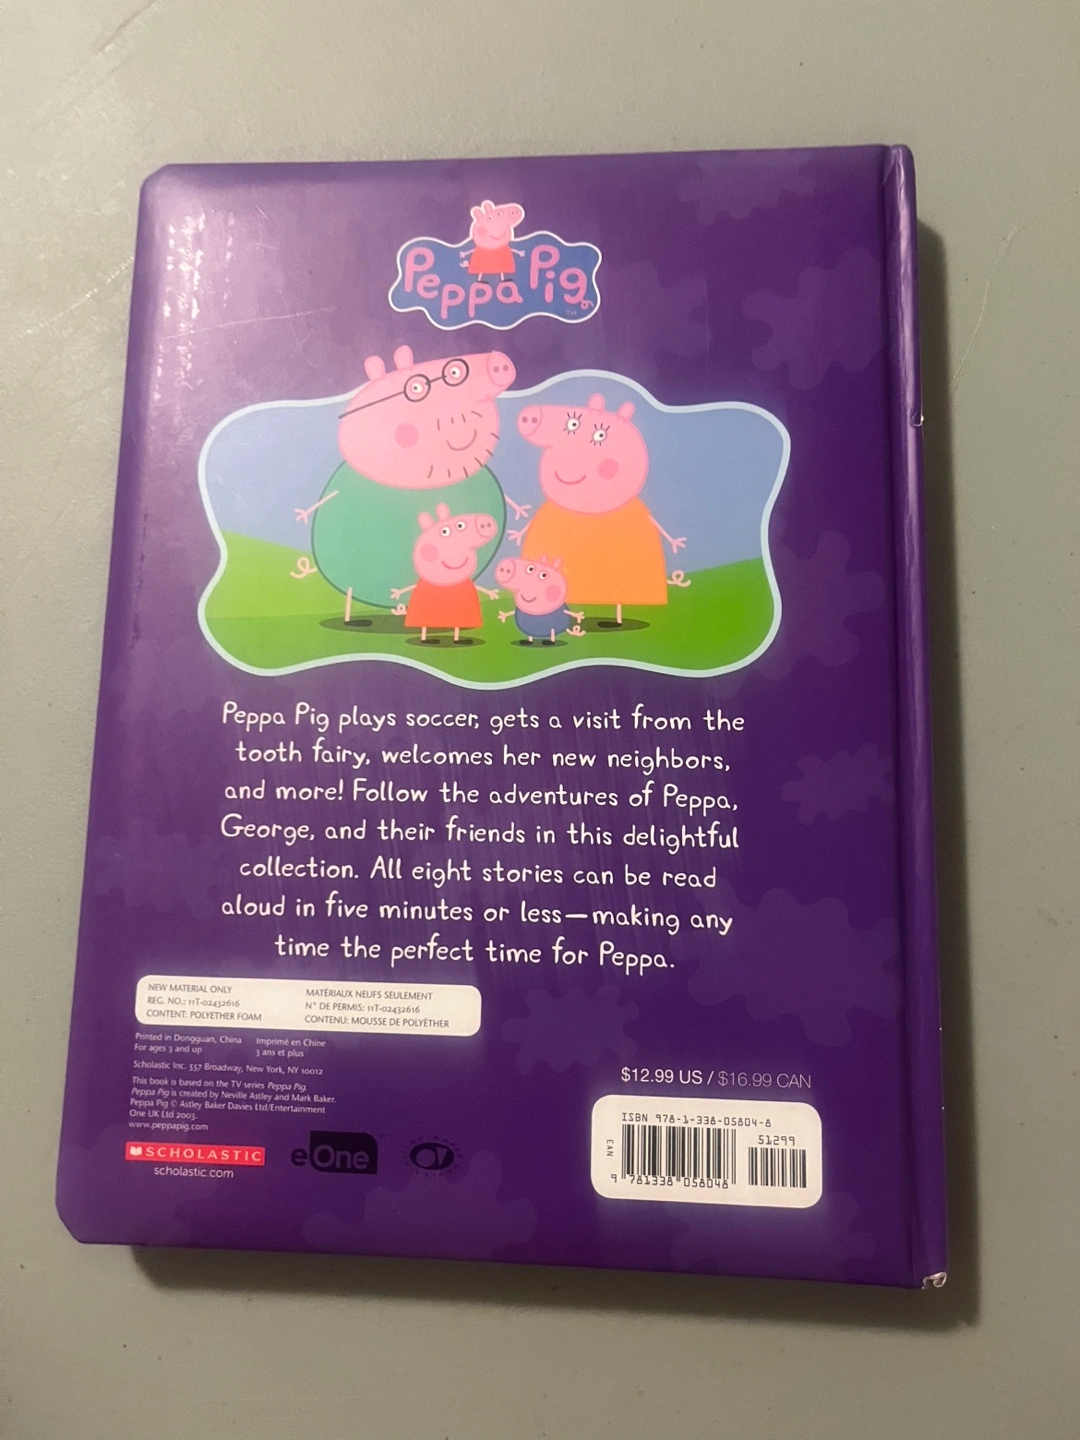 Peppa Pig
Peppa Pig plays soccer, gets a visit from the
tooth fairy, welcomes her new neighbors,
and more! Follow the adventures of Peppa,
George, and their friends in this delightful
collection. All eight stories can be read
aloud in five minutes or less—making any
time the perfect time for Peppa.
NEW MATERIAL ONLY
REG. NO.: 11T-02432616
CONTENT: POLYETHER FOAM
MATÉRIAUX NEUFS SEULEMENT
N° DE PERMIS: 11T-02432616
CONTENU: MOUSSE DE POLYÉTHER
Printed in Dongguan, China
For ages 3 and up
Imprimé en Chine
3 ans et plus
Scholastic Inc. 557 Broadway, New York, NY 10012
This book is based on the TV series Peppa Pig.
Peppa Pig is created by Neville Astley and Mark Baker.
Peppa Pig © Astley Baker Davies Ltd/Entertainment
One UK Ltd 2003.
www.peppapig.com
SCHOLASTIC
scholastic.com
eOne
$12.99 US / $16.99 CAN
ISBN 978-1-338-05804-8
51299
EAN
9 781338 058048